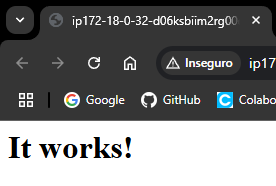 ip172-18-0-32-d06ksbiim2rg00
Inseguro ip17
Google GitHub Colabo
It works!